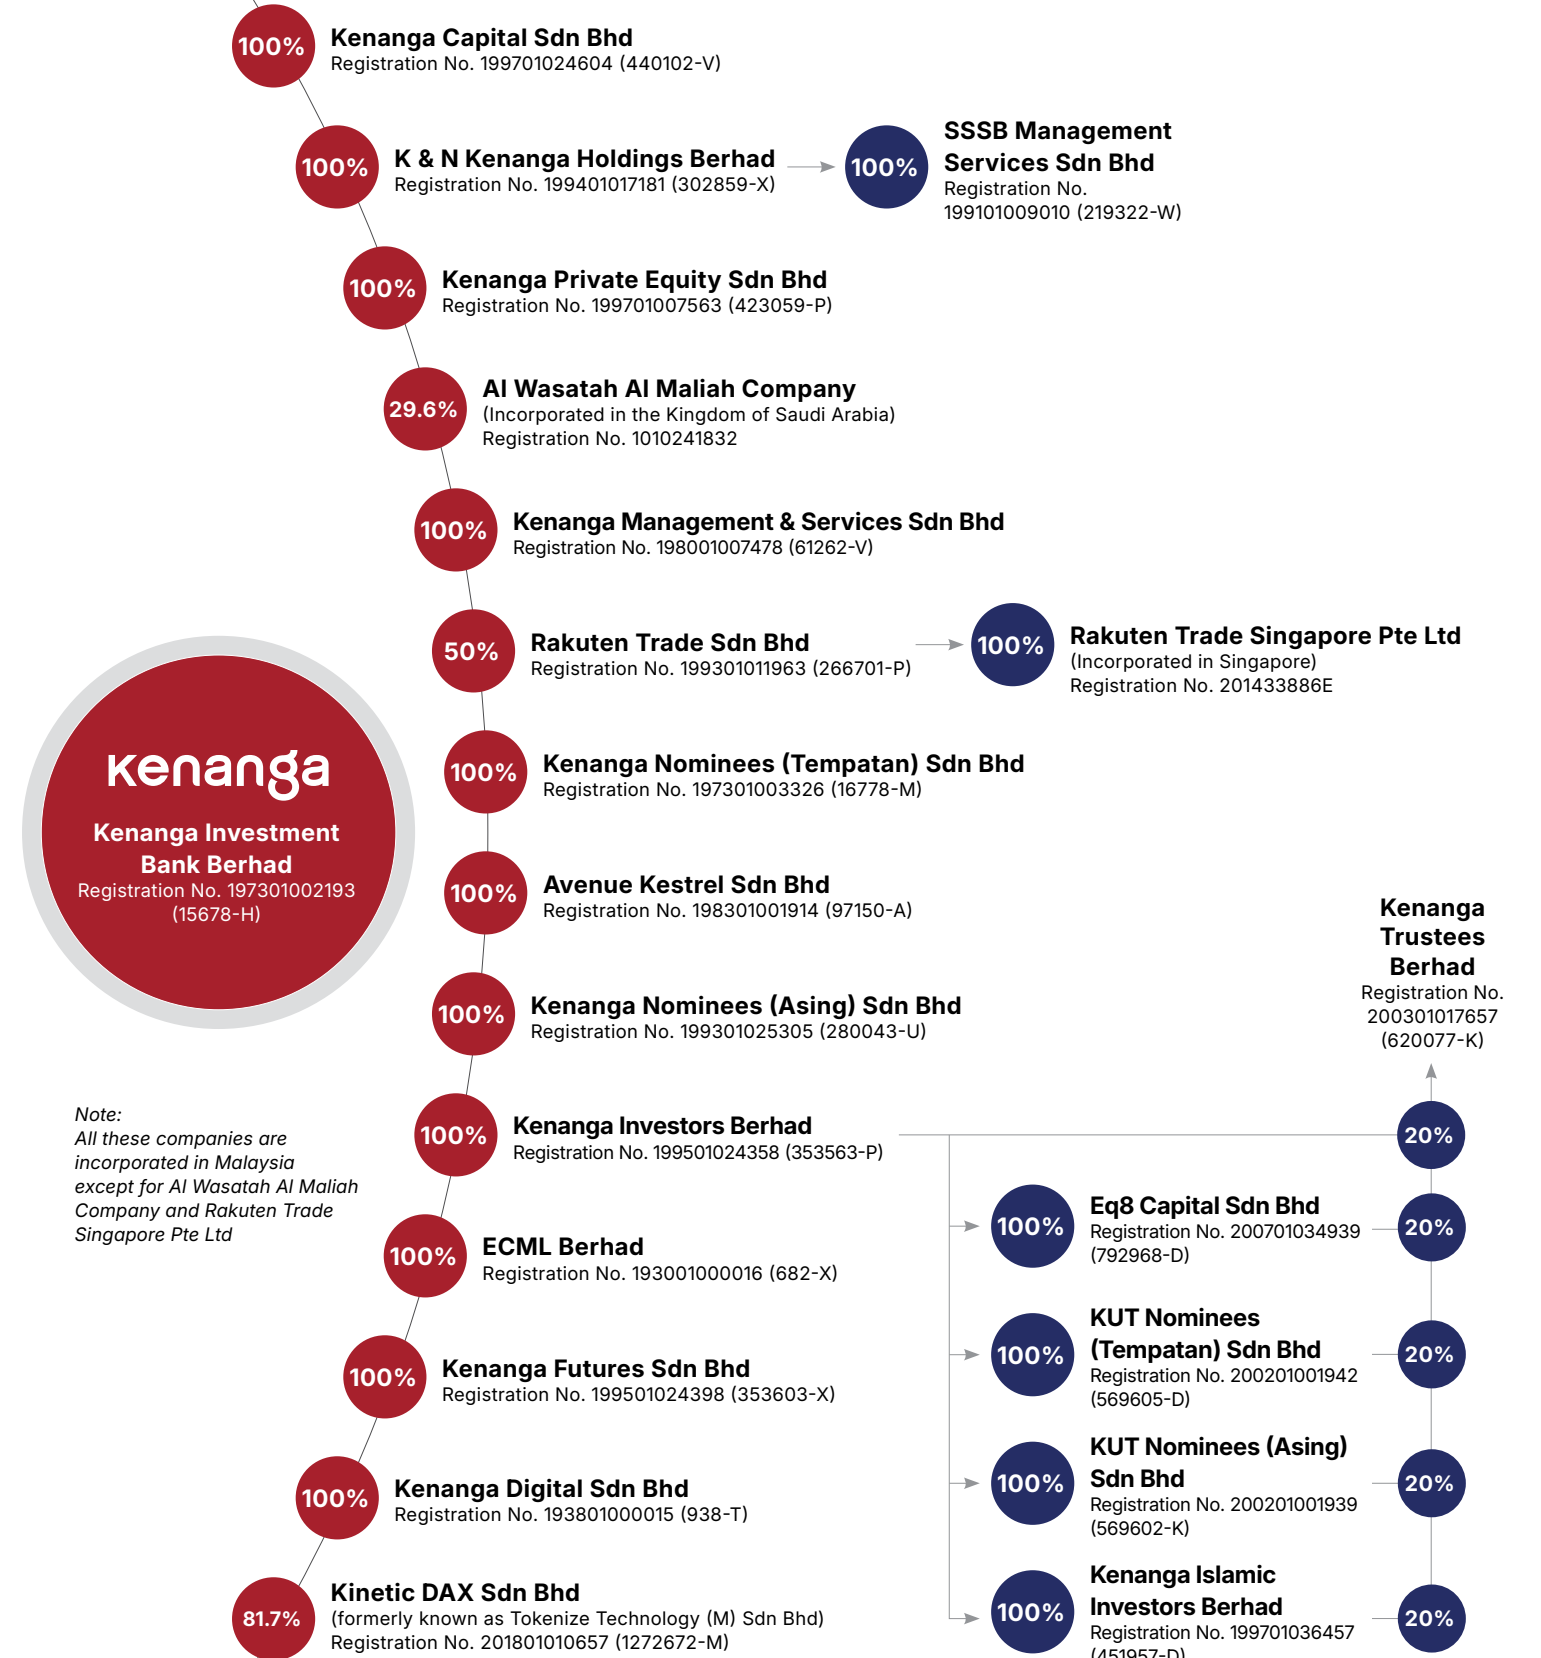 100%
Kenanga Capital Sdn Bhd
Registration No. 199701024604 (440102-V)
100%
K & N Kenanga Holdings Berhad
Registration No. 199401017181 (302859-X)
100%
SSSB Management
Services Sdn Bhd
Registration No.
199101009010 (219322-W)
100%
Kenanga Private Equity Sdn Bhd
Registration No. 199701007563 (423059-P)
29.6%
Al Wasatah Al Maliah Company
(Incorporated in the Kingdom of Saudi Arabia)
Registration No. 1010241832
100%
Kenanga Management & Services Sdn Bhd
Registration No. 198001007478 (61262-V)
50%
Rakuten Trade Sdn Bhd
Registration No. 199301011963 (266701-P)
100%
Rakuten Trade Singapore Pte Ltd
(Incorporated in Singapore)
Registration No. 201433886E
kenanga
Kenanga Investment
Bank Berhad
Registration No. 197301002193
(15678-H)
100%
Kenanga Nominees (Tempatan) Sdn Bhd
Registration No. 197301003326 (16778-M)
100%
Avenue Kestrel Sdn Bhd
Registration No. 198301001914 (97150-A)
100%
Kenanga Nominees (Asing) Sdn Bhd
Registration No. 199301025305 (280043-U)
Kenanga
Trustees
Berhad
Registration No.
200301017657
(620077-K)
100%
Kenanga Investors Berhad
Registration No. 199501024358 (353563-P)
20%
Note:
All these companies are
incorporated in Malaysia
except for Al Wasatah Al Maliah
Company and Rakuten Trade
Singapore Pte Ltd
100%
Eq8 Capital Sdn Bhd
Registration No. 200701034939
(792968-D)
20%
100%
ECML Berhad
Registration No. 193001000016 (682-X)
100%
KUT Nominees
(Tempatan) Sdn Bhd
Registration No. 200201001942
(569605-D)
20%
100%
Kenanga Futures Sdn Bhd
Registration No. 199501024398 (353603-X)
100%
KUT Nominees (Asing)
Sdn Bhd
Registration No. 200201001939
(569602-K)
20%
100%
Kenanga Digital Sdn Bhd
Registration No. 193801000015 (938-T)
100%
Kenanga Islamic
Investors Berhad
Registration No. 199701036457
(451957-D)
20%
81.7%
Kinetic DAX Sdn Bhd
(formerly known as Tokenize Technology (M) Sdn Bhd)
Registration No. 201801010657 (1272672-M)